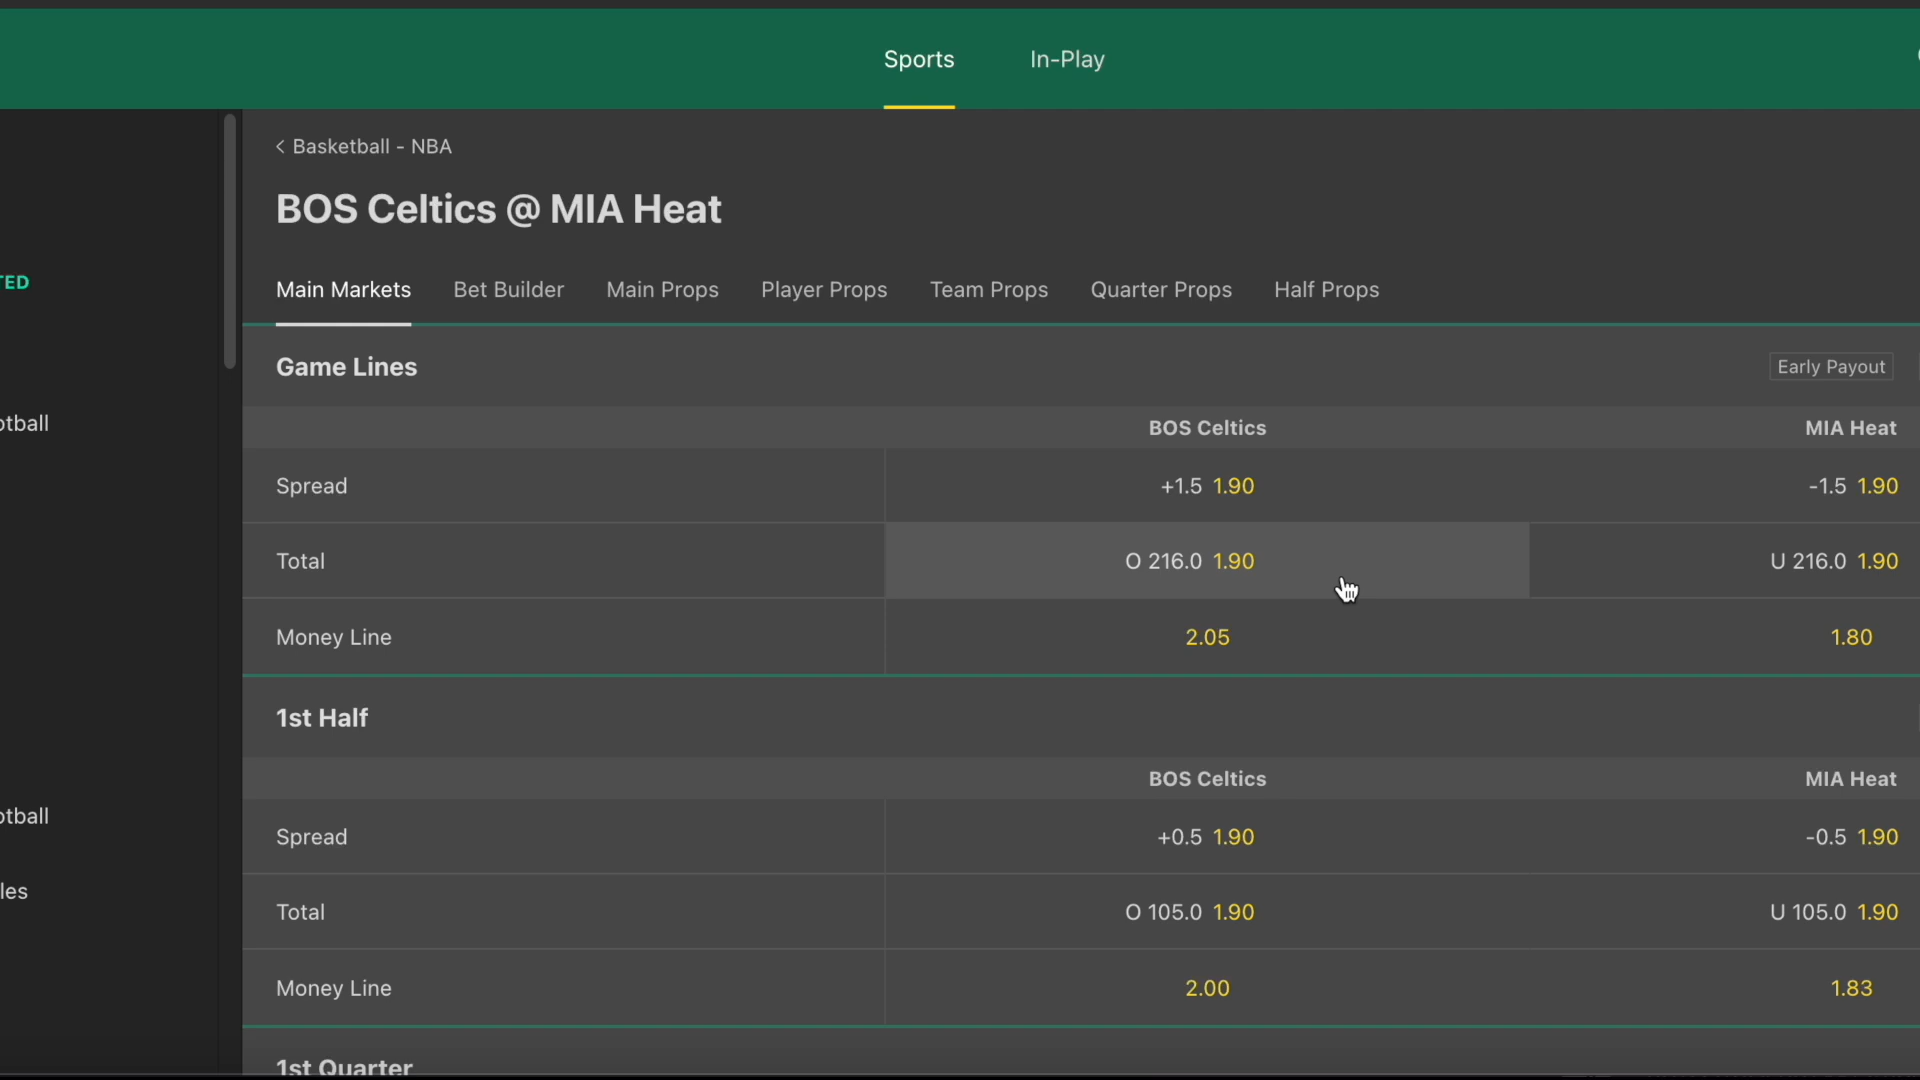 Sports In-Play
< Basketball - NBA
BOS Celtics @ MIA Heat
TED
Main Markets Bet Builder Main Props Player Props Team Props Quarter Props Half Props
Game Lines Early Payout
otball
BOS Celtics MIA Heat
Spread +1.5 1.90 -1.5 1.90
Total O 216.0 1.90 U 216.0 1.90
Money Line 2.05 1.80
1st Half
BOS Celtics MIA Heat
otball
Spread +0.5 1.90 -0.5 1.90
les
Total O 105.0 1.90 U 105.0 1.90
Money Line 2.00 1.83
1st Quarter